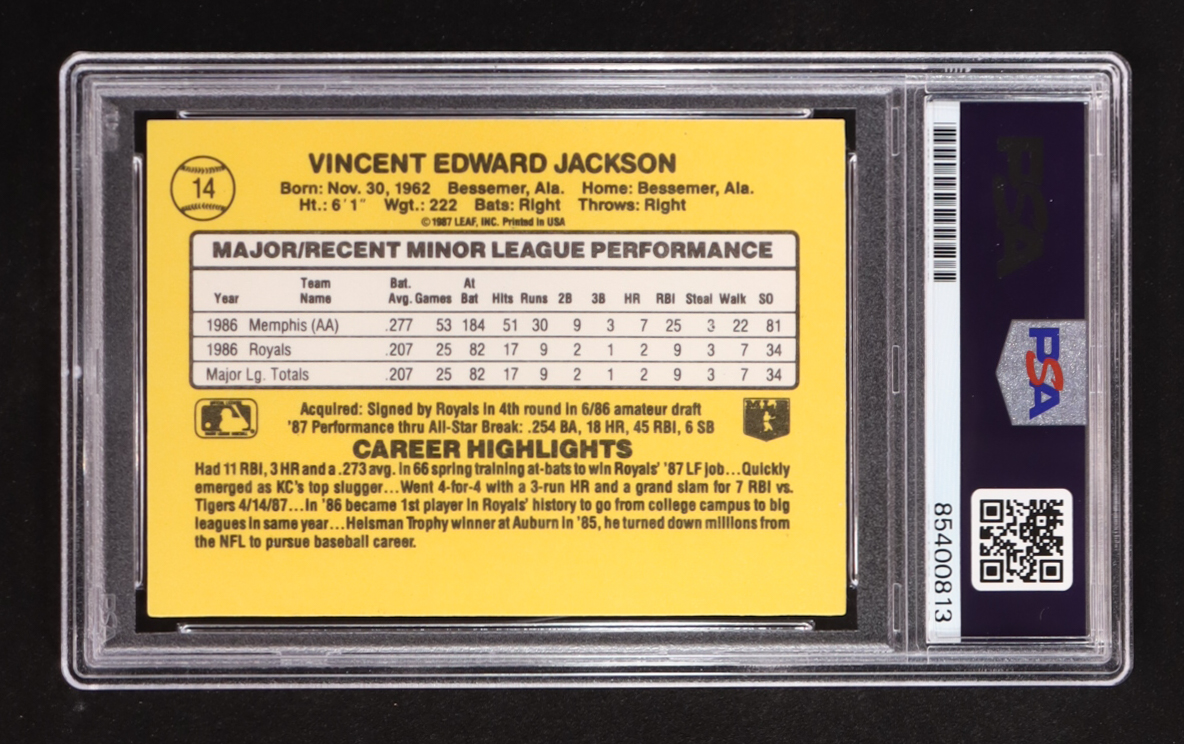 14
VINCENT EDWARD JACKSON
Born: Nov. 30, 1962 Bessemer, Ala. Home: Bessemer, Ala.
Ht.: 6'1" Wgt.: 222 Bats: Right Throws: Right
©1987 LEAF, INC. Printed in USA
MAJOR/RECENT MINOR LEAGUE PERFORMANCE
Year Team Name Bat. Avg. Games At Bat Hits Runs 2B 3B HR RBI Steal Walk SO
1986 Memphis (AA) .277 53 184 51 30 9 3 7 25 3 22 81
1986 Royals .207 25 82 17 9 2 1 2 9 3 7 34
Major Lg. Totals .207 25 82 17 9 2 1 2 9 3 7 34
Acquired: Signed by Royals in 4th round in 6/86 amateur draft
'87 Performance thru All-Star Break: .254 BA, 18 HR, 45 RBI, 6 SB
CAREER HIGHLIGHTS
Had 11 RBI, 3 HR and a .273 avg. in 66 spring training at-bats to win Royals' '87 LF job...Quickly
emerged as KC's top slugger...Went 4-for-4 with a 3-run HR and a grand slam for 7 RBI vs.
Tigers 4/14/87...In '86 became 1st player in Royals' history to go from college campus to big
leagues in same year...Heisman Trophy winner at Auburn in '85, he turned down millions from
the NFL to pursue baseball career.
PSA
PSA
85400813